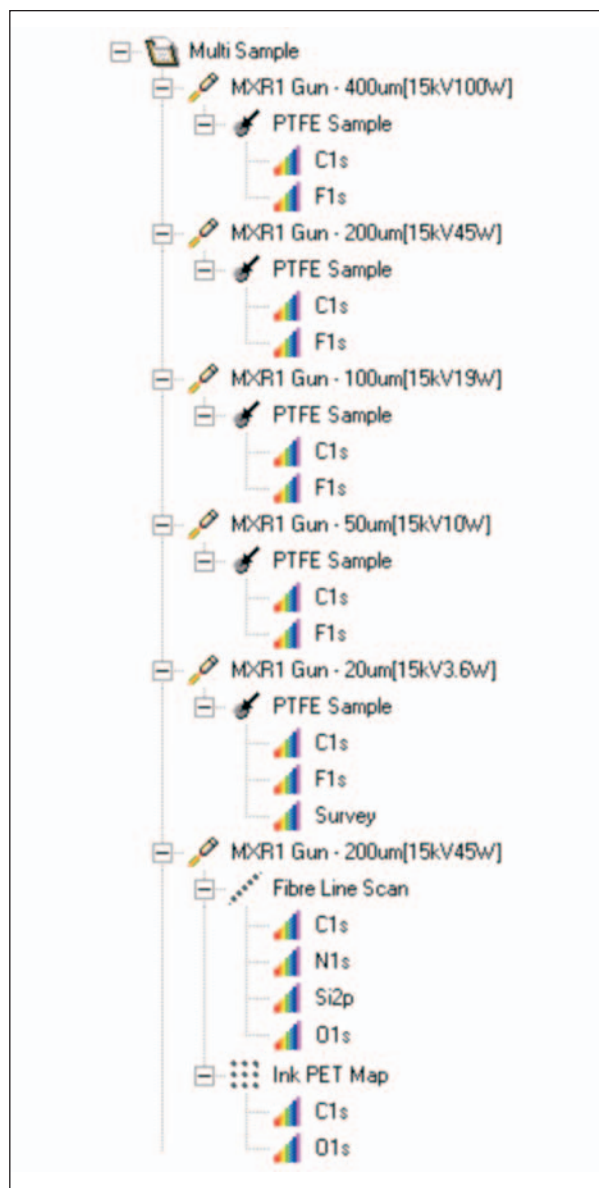 Multi Sample
MXR1 Gun - 400um[15kV100W]
PTFE Sample
C1s
F1s
MXR1 Gun - 200um[15kV45W]
PTFE Sample
C1s
F1s
MXR1 Gun - 100um[15kV19W]
PTFE Sample
C1s
F1s
MXR1 Gun - 50um[15kV10W]
PTFE Sample
C1s
F1s
MXR1 Gun - 20um[15kV3.6W]
PTFE Sample
C1s
F1s
Survey
MXR1 Gun - 200um[15kV45W]
Fibre Line Scan
C1s
N1s
Si2p
O1s
Ink PET Map
C1s
O1s